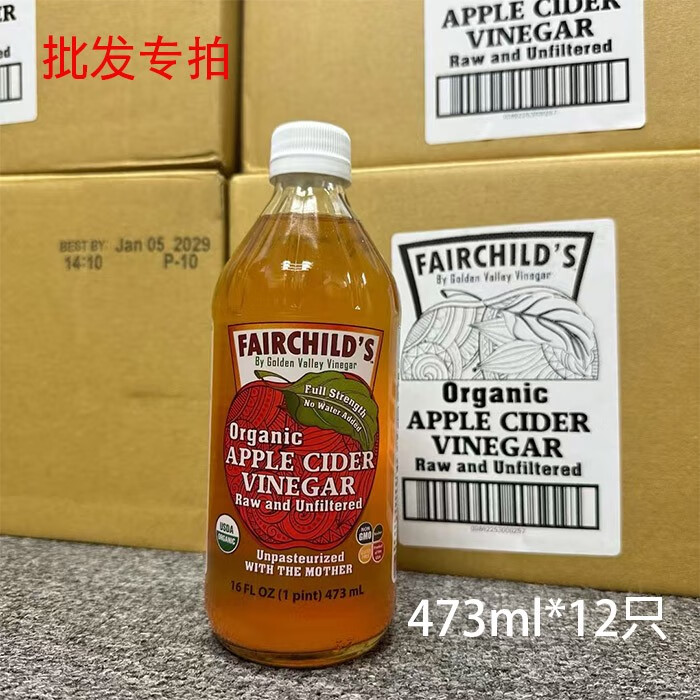 批发专拍
APPLE CIDER
VINEGAR
Raw and Unfiltered
BEST BY: Jan 05 2029
14:10 P-10
FAIRCHILD'S
By Golden Valley Vinegar
Organic
APPLE CIDER
VINEGAR
Raw and Unfiltered
FAIRCHILD'S
By Golden Valley Vinegar
Full Strength
No Water Added
Organic
APPLE CIDER
VINEGAR
Raw and Unfiltered
USDA
ORGANIC
NON
GMO
Unpasteurized
WITH THE MOTHER
16 FL OZ (1 pint) 473 mL
473ml*12只